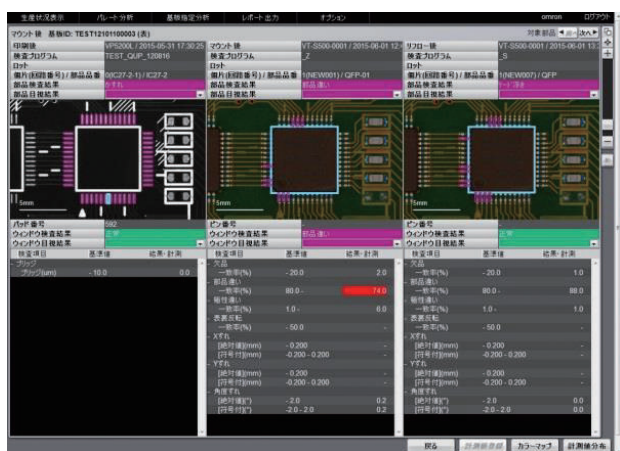 生産状況表示 パレート分析 基板指定分析 レポート出力 オプション omron ログアウト
マウント後 基板ID: TEST12101100003 (表) 対象部品 次へ
印刷後 VP5200L / 2015-05-31 17:30:25 マウント後 VT-S500-0001 / 2015-06-01 12: リフロー後 VT-S500-0001 / 2015-06-01 13:
検査プログラム TEST_QUP_120816 検査プログラム _Z 検査プログラム _S
ロット ロット ロット
個片(回路番号) / 部品品番 0(IC27-2-1) / IC27-2 個片(回路番号) / 部品品番 1(NEW001) / QFP-01 個片(回路番号) / 部品品番 1(NEW007) / QFP
部品検査結果 かすれ 部品検査結果 部品違い 部品検査結果
部品目視結果 部品目視結果 部品目視結果
5mm 5mm 5mm
パッド番号 582 ピン番号 ピン番号
ウィンドウ検査結果 正常 ウィンドウ検査結果 部品違い ウィンドウ検査結果 正常
ウィンドウ目視結果 ウィンドウ目視結果 ウィンドウ目視結果
検査項目 基準値 結果・計測 検査項目 基準値 結果・計測 検査項目 基準値 結果・計測
- ブリッジ - 欠品 - 欠品
ブリッジ(um) - 10.0 0.0 一致率(%) - 20.0 2.0 一致率(%) - 20.0 1.0
- 部品違い - 部品違い
一致率(%) 80.0 - 74.0 一致率(%) 80.0 - 88.0
- 極性違い - 極性違い
一致率(%) 1.0 - 6.0 一致率(%) 1.0 - 1.0
- 表裏反転 - 表裏反転
一致率(%) - 50.0 - 一致率(%) - 50.0 -
- Xずれ - Xずれ
[絶対値](mm) - 0.200 - [絶対値](mm) - 0.200 -
[符号付](mm) -0.200 - 0.200 - [符号付](mm) -0.200 - 0.200 -
- Yずれ - Yずれ
[絶対値](mm) - 0.200 - [絶対値](mm) - 0.200 -
[符号付](mm) -0.200 - 0.200 - [符号付](mm) -0.200 - 0.200 -
- 角度ずれ - 角度ずれ
[絶対値](°) - 2.0 0.2 [絶対値](°) - 2.0 0.0
[符号付](°) -2.0 - 2.0 0.2 [符号付](°) -2.0 - 2.0 0.0
戻る カラーマップ 計測値分布